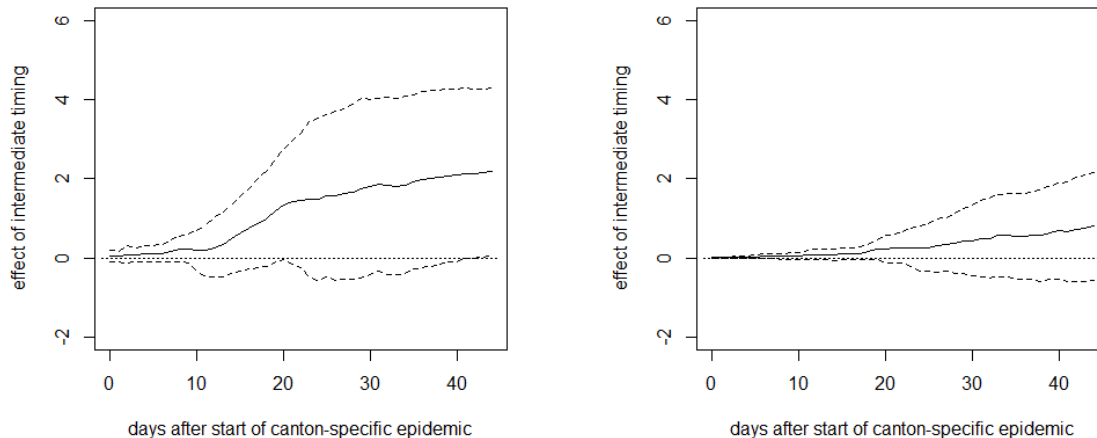 effect of intermediate timing
6
4
2
0
-2
0 10 20 30 40
days after start of canton-specific epidemic
effect of intermediate timing
6
4
2
0
-2
0 10 20 30 40
days after start of canton-specific epidemic